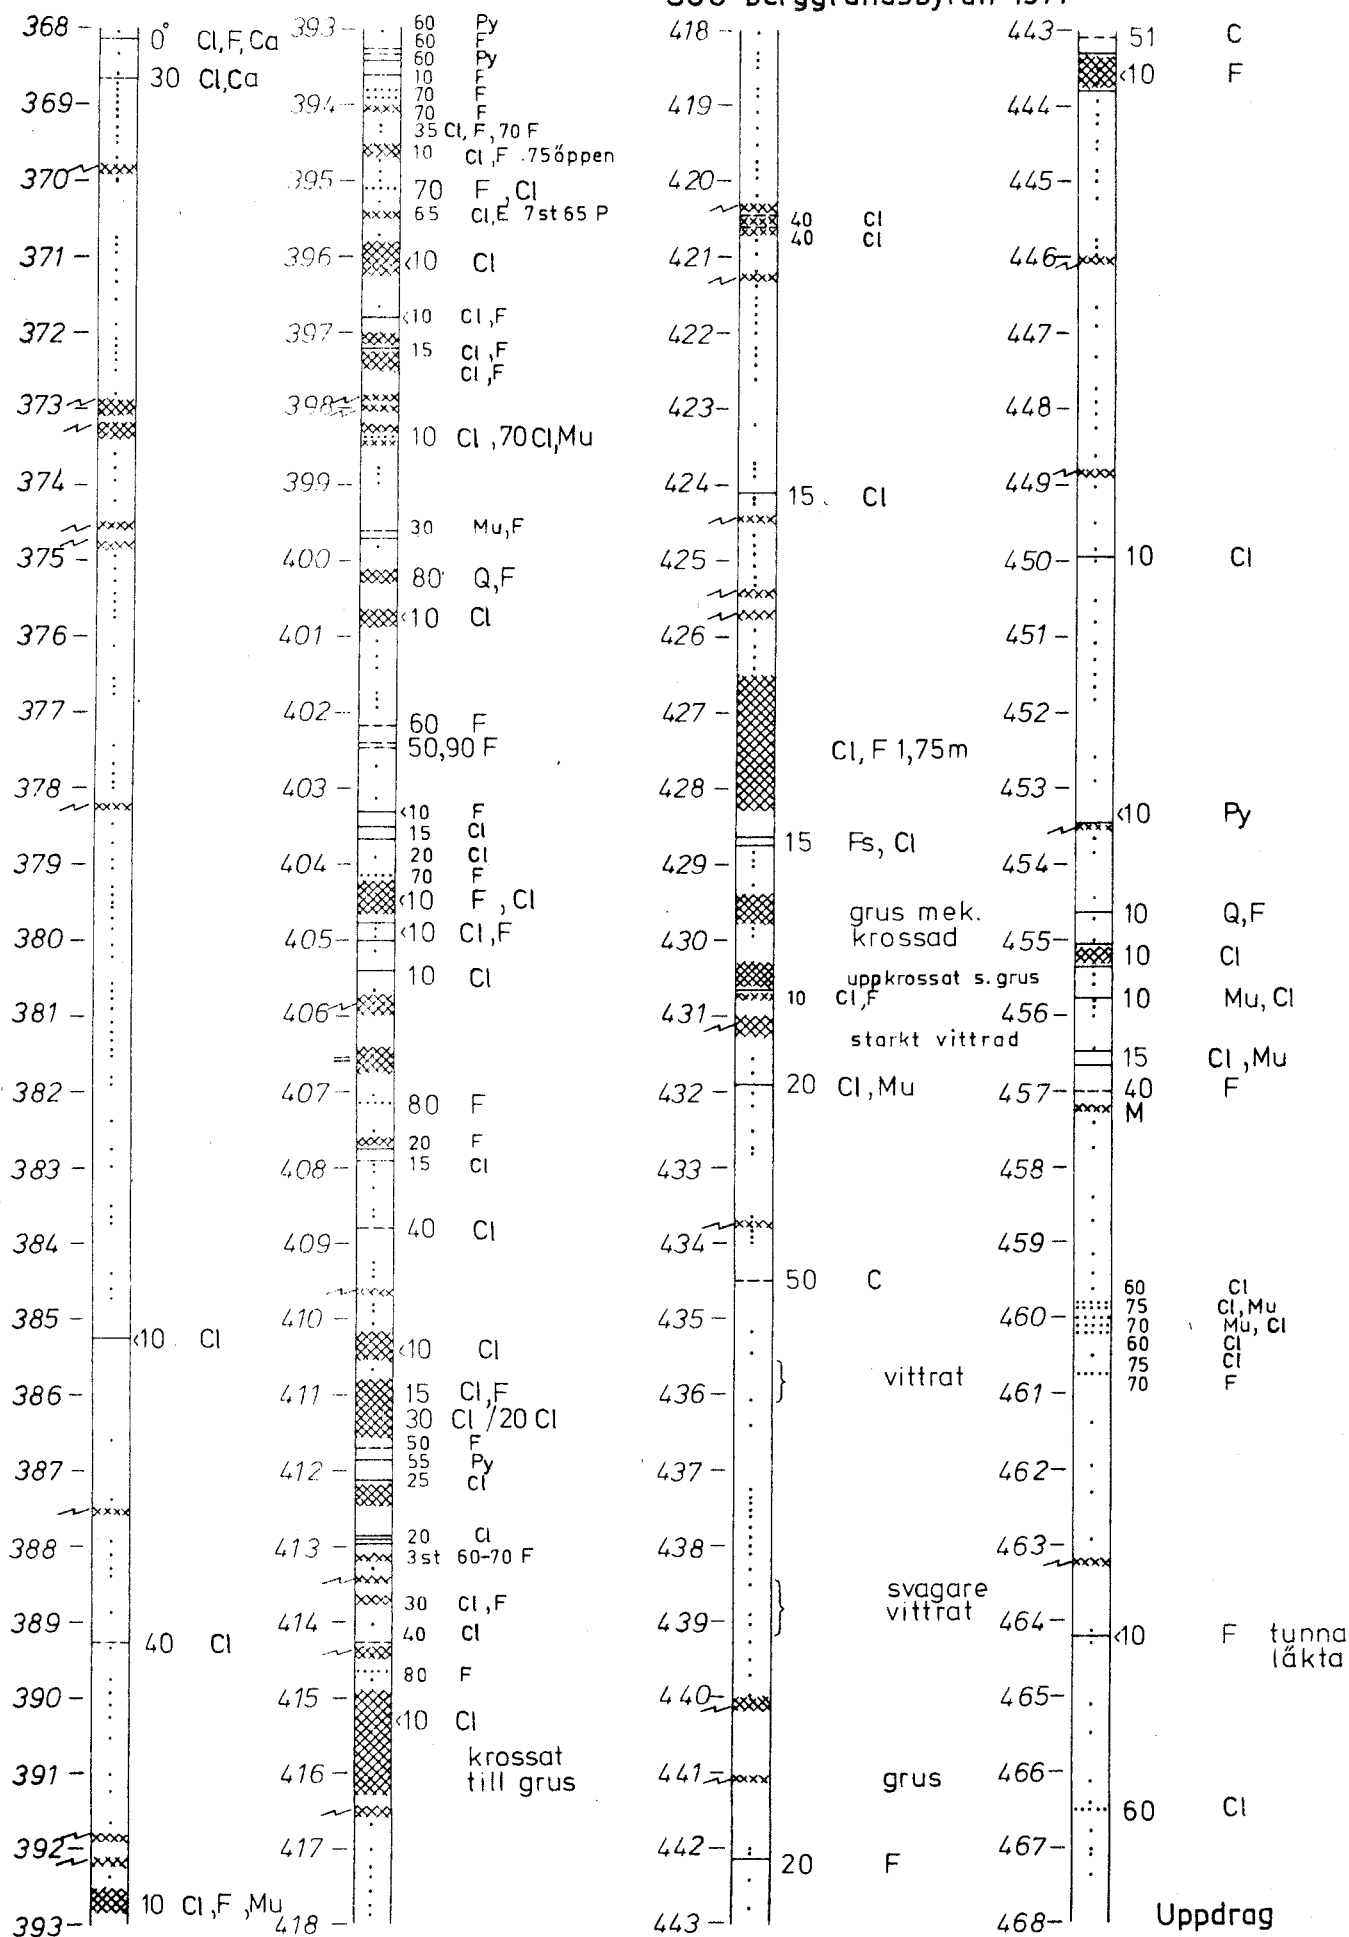 SGU Berggrundsbyrån 1977
368
0° Cl,F,Ca
30 Cl,Ca
369
370
371
372
373
374
375
376
377
378
379
380
381
382
383
384
385
<10 Cl
386
387
388
389
40 Cl
390
391
392
10 Cl,F,Mu
393
393
60 Py
60 F
60 Py
10 F
70 F
394
70 F
35 Cl,F,70 F
10 Cl,F .75öppen
395
70 F,Cl
65 Cl,E 7st 65 P
396
<10 Cl
<10 Cl,F
397
15 Cl,F
Cl,F
398
10 Cl,70Cl,Mu
399
30 Mu,F
400
80 Q,F
<10 Cl
401
402
60 F
50,90 F
403
<10 F
15 Cl
20 Cl
404
70 F
<10 F,Cl
<10 Cl,F
405
10 Cl
406
407
80 F
20 F
408
15 Cl
40 Cl
409
410
<10 Cl
411
15 Cl,F
30 Cl/20 Cl
50 F
55 Py
412
25 Cl
20 Cl
413
3st 60-70 F
30 Cl,F
414
40 Cl
80 F
415
<10 Cl
krossat
416
till grus
417
418
418
419
420
40 Cl
40 Cl
421
422
423
424
15 Cl
425
426
427
Cl,F 1,75m
428
15 Fs,Cl
429
grus mek.
krossad
430
uppkrossat s.grus
10 Cl,F
431
starkt vittrad
432
20 Cl,Mu
433
434
50 C
435
vittrat
436
437
438
svagare
vittrat
439
440
441
grus
442
20 F
443
443
51 C
<10 F
444
445
446
447
448
449
450
10 Cl
451
452
453
<10 Py
454
10 Q,F
455
10 Cl
10 Mu,Cl
456
15 Cl,Mu
457
40 F
M
458
459
60 Cl
75 Cl,Mu
460
70 Mu,Cl
60 Cl
75 Cl
70 F
461
462
463
464
<10 F tunna
läkta
465
466
60 Cl
467
468
Uppdrag